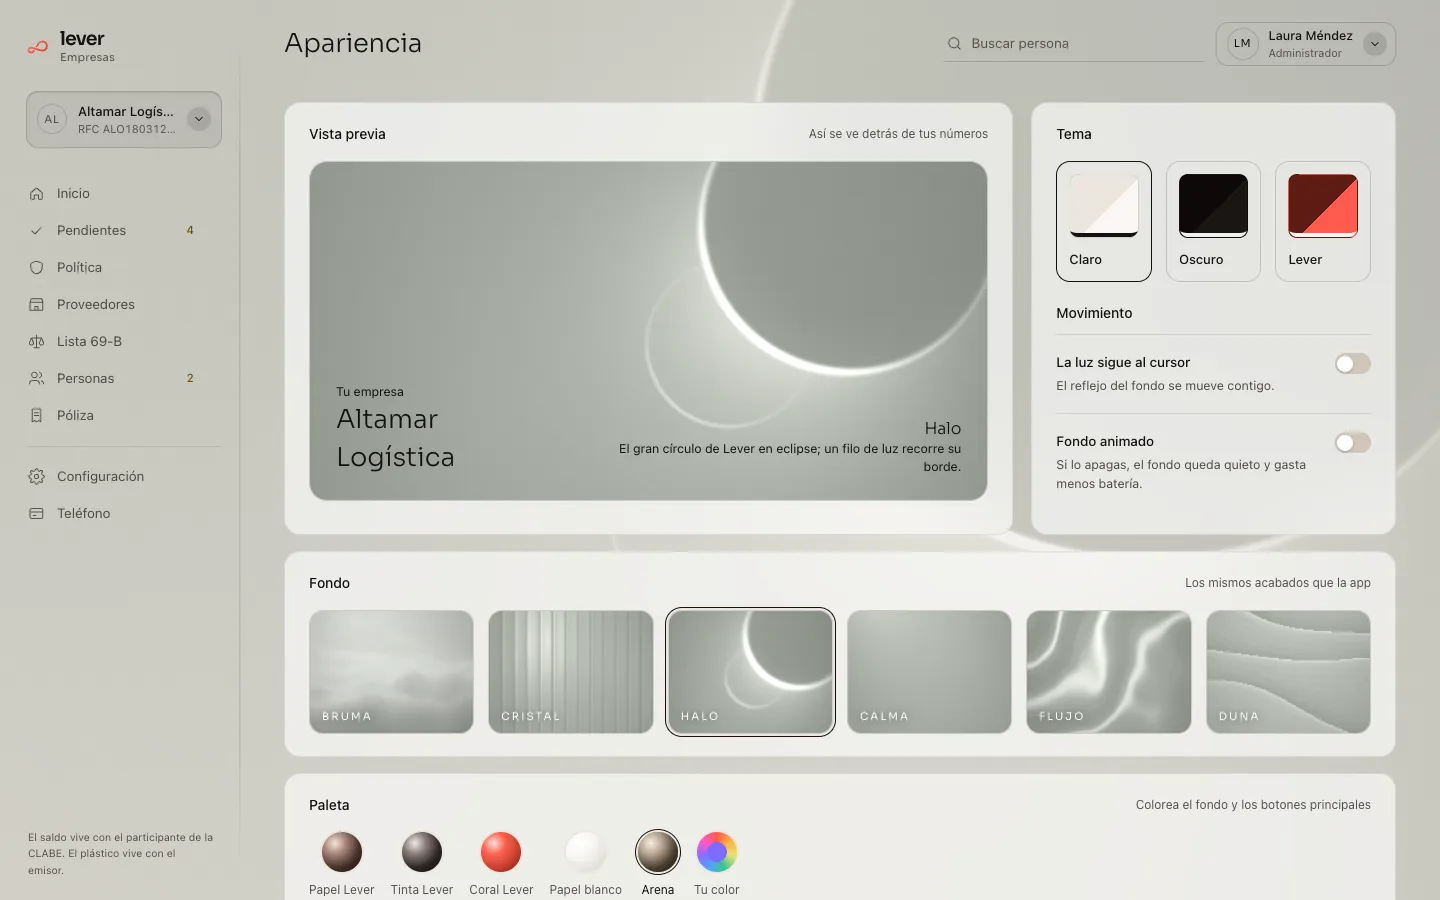 lever
Empresas
Altamar Logís...
RFC ALO180312...
Inicio
Pendientes 4
Política
Proveedores
Lista 69-B
Personas 2
Póliza
Configuración
Teléfono
El saldo vive con el participante de la
CLABE. El plástico vive con el
emisor.
Apariencia
Buscar persona
LM
Laura Méndez
Administrador
AL
Vista previa
Así se ve detrás de tus números
Tu empresa
Altamar
Logística
Halo
El gran círculo de Lever en eclipse; un filo de luz recorre su
borde.
Tema
Claro
Oscuro
Lever
Movimiento
La luz sigue al cursor
El reflejo del fondo se mueve contigo.
Fondo animado
Si lo apagas, el fondo queda quieto y gasta
menos batería.
Fondo
Los mismos acabados que la app
BRUMA
CRISTAL
HALO
CALMA
FLUJO
DUNA
Paleta
Colorea el fondo y los botones principales
Papel Lever
Tinta Lever
Coral Lever
Papel blanco
Arena
Tu color